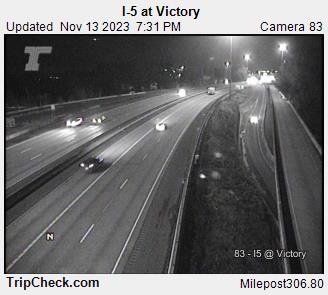 I-5 at Victory
Updated Nov 13 2023 7:31 PM Camera 83
T
N
83 - I5 @ Victory
TripCheck.com Milepost306.80